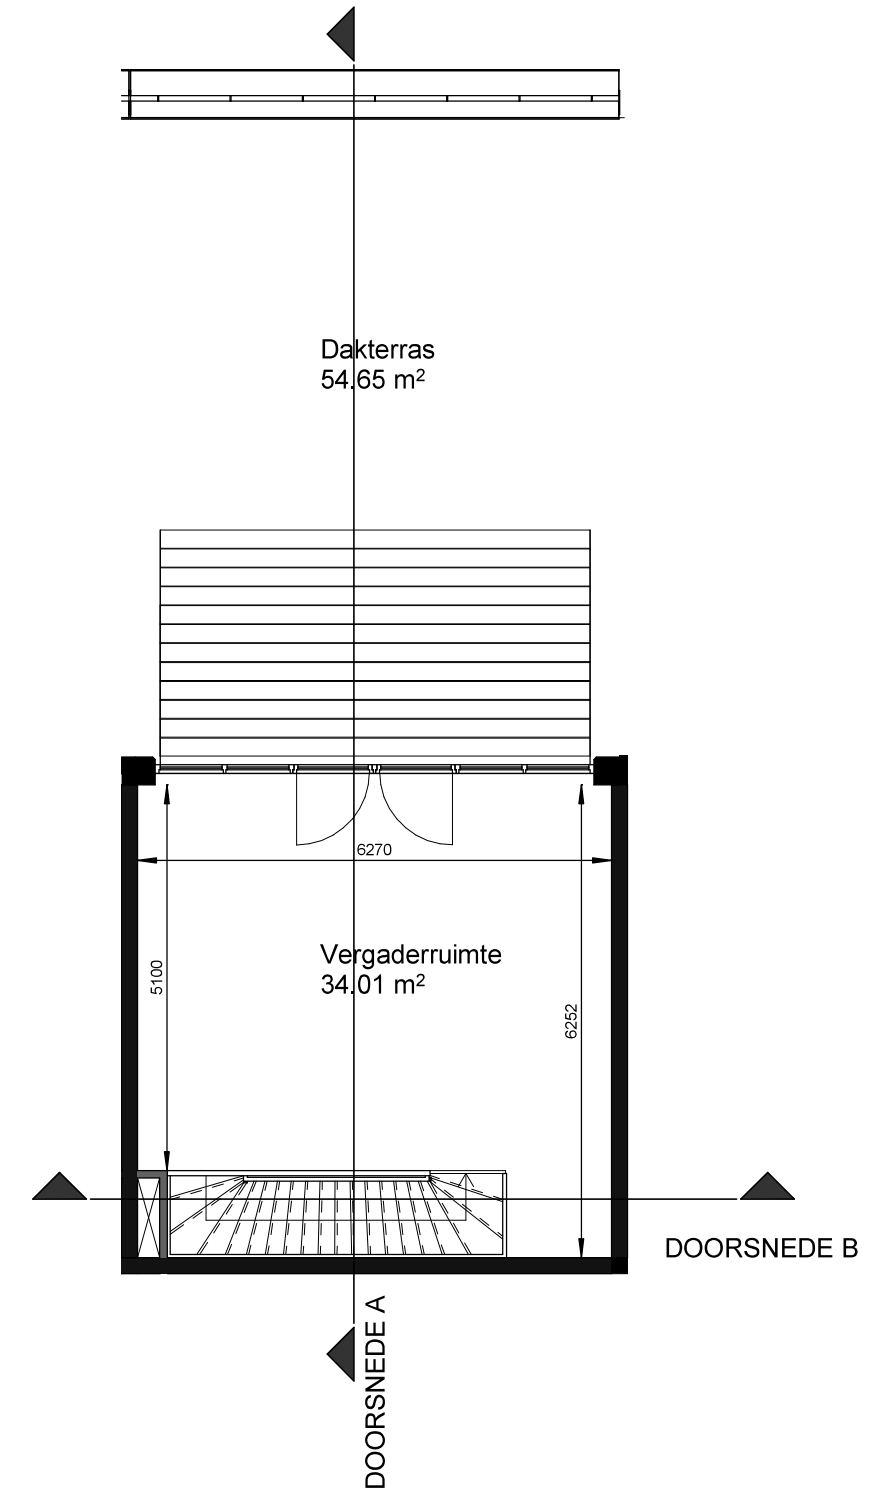 Dakterras
54.65 m²
6270
Vergaderruimte
34.01 m²
5100
6252
DOORSNEDE B
DOORSNEDE A